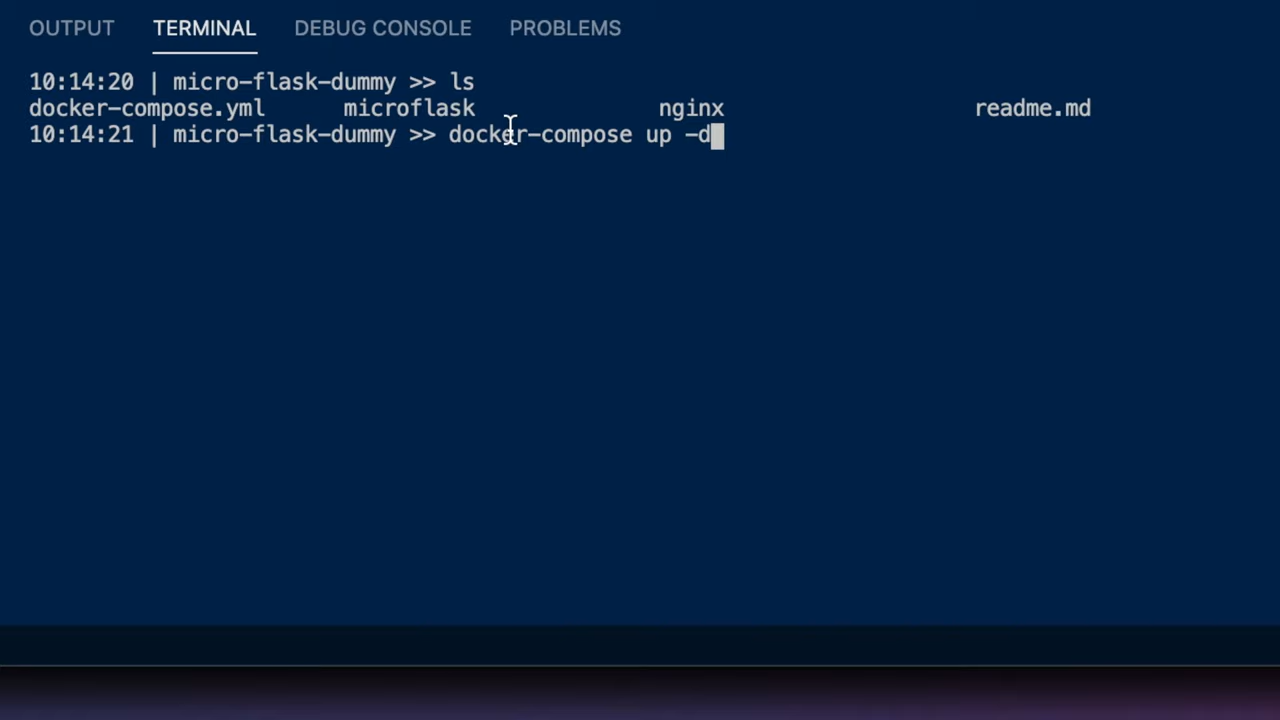 OUTPUT TERMINAL DEBUG CONSOLE PROBLEMS
10:14:20 | micro-flask-dummy >> ls
docker-compose.yml microflask nginx readme.md
10:14:21 | micro-flask-dummy >> docker-compose up -d